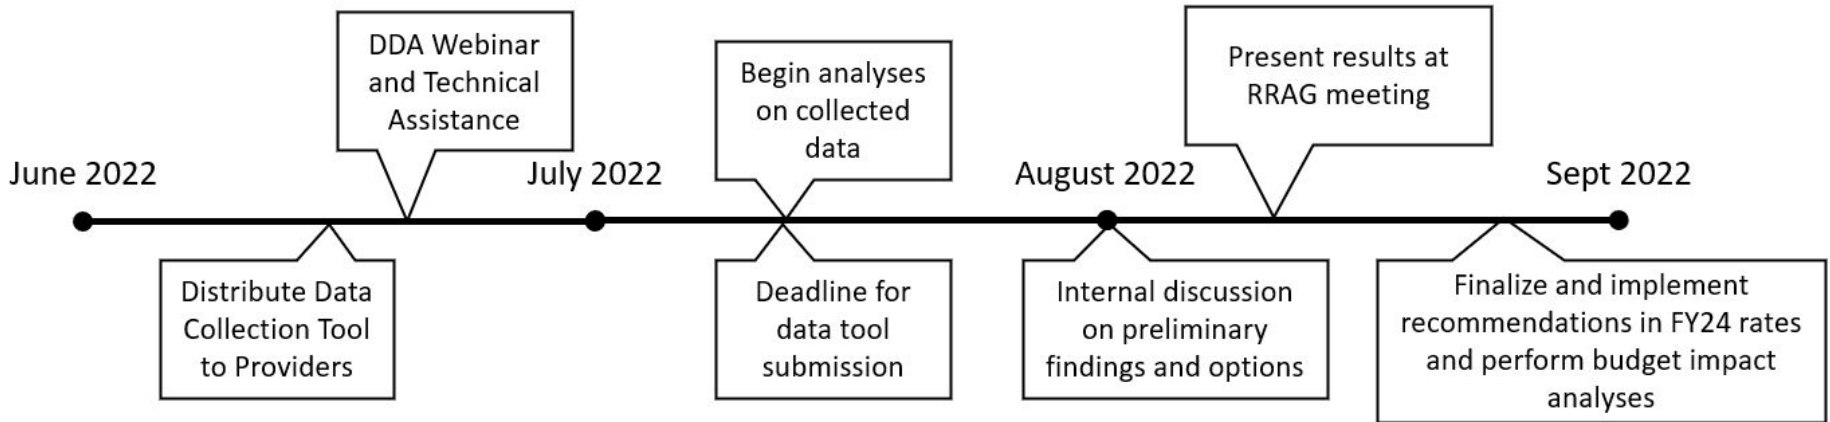 DDA Webinar
and Technical
Assistance
Begin analyses
on collected
data
Present results at
RRAG meeting
June 2022
July 2022
August 2022
Sept 2022
Distribute Data
Collection Tool
to Providers
Deadline for
data tool
submission
Internal discussion
on preliminary
findings and options
Finalize and implement
recommendations in FY24 rates
and perform budget impact
analyses